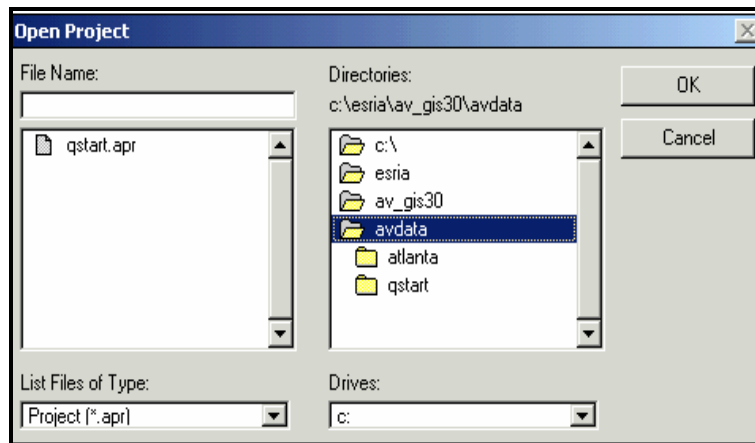 Open Project
File Name:
qstart.apr
List Files of Type:
Project (*.apr)
Directories:
c:\esria\av_gis30\avdata
c:\
esria
av_gis30
avdata
atlanta
qstart
Drives:
c:
OK
Cancel